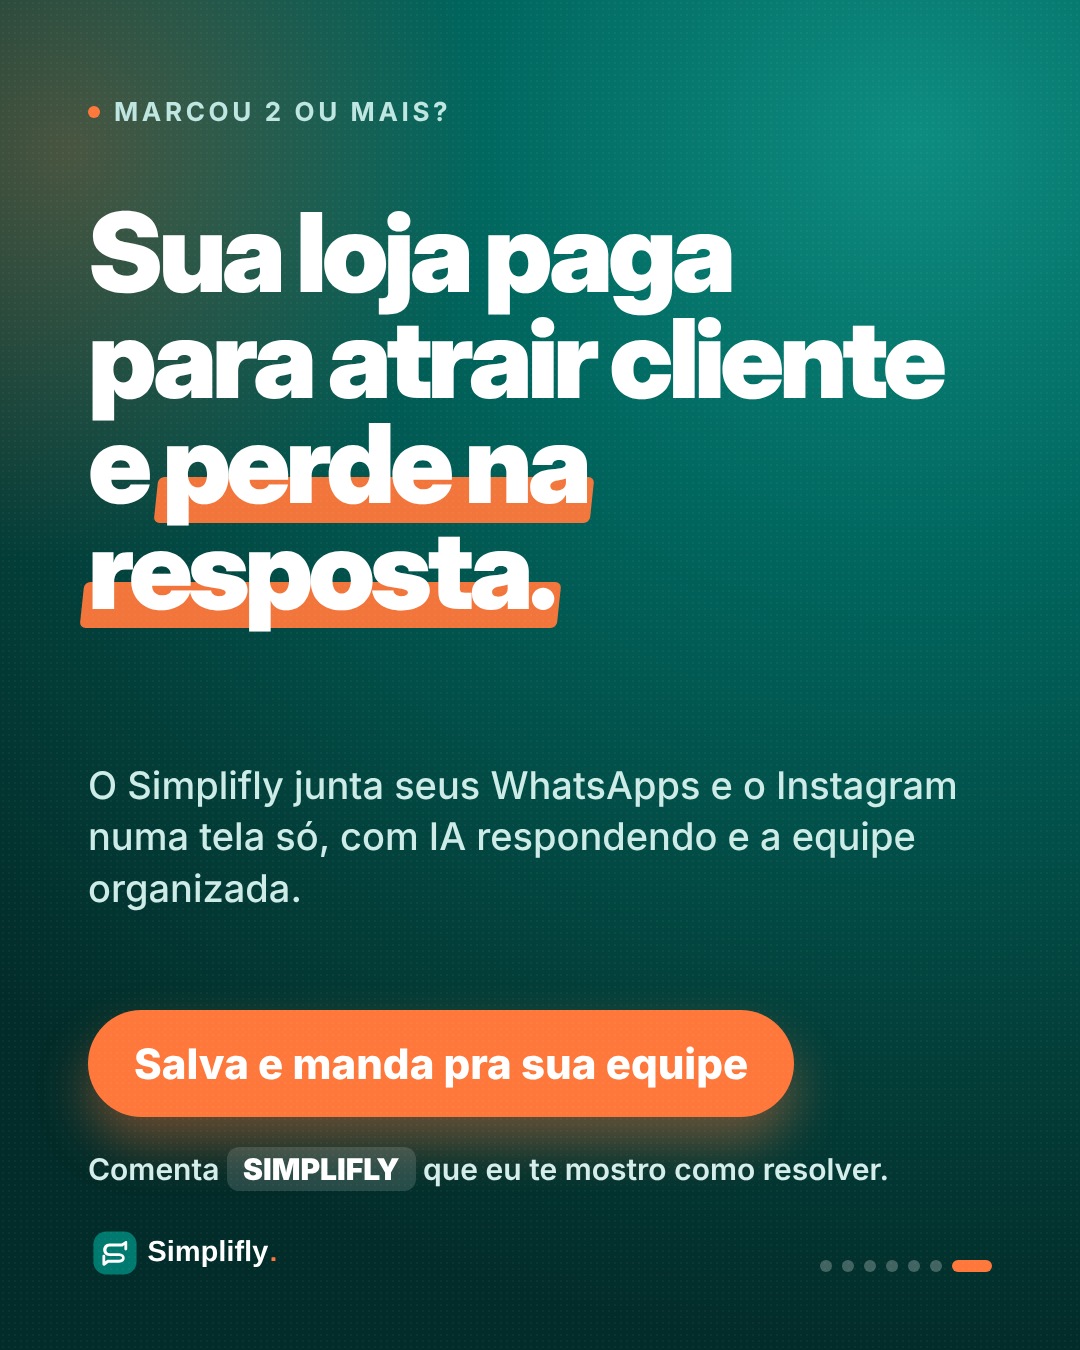 MARCOU 2 OU MAIS?
Sua loja paga
para atrair cliente
e perde na
resposta.
O Simplifly junta seus WhatsApps e o Instagram
numa tela só, com IA respondendo e a equipe
organizada.
Salva e manda pra sua equipe
Comenta SIMPLIFLY que eu te mostro como resolver.
Simplifly.